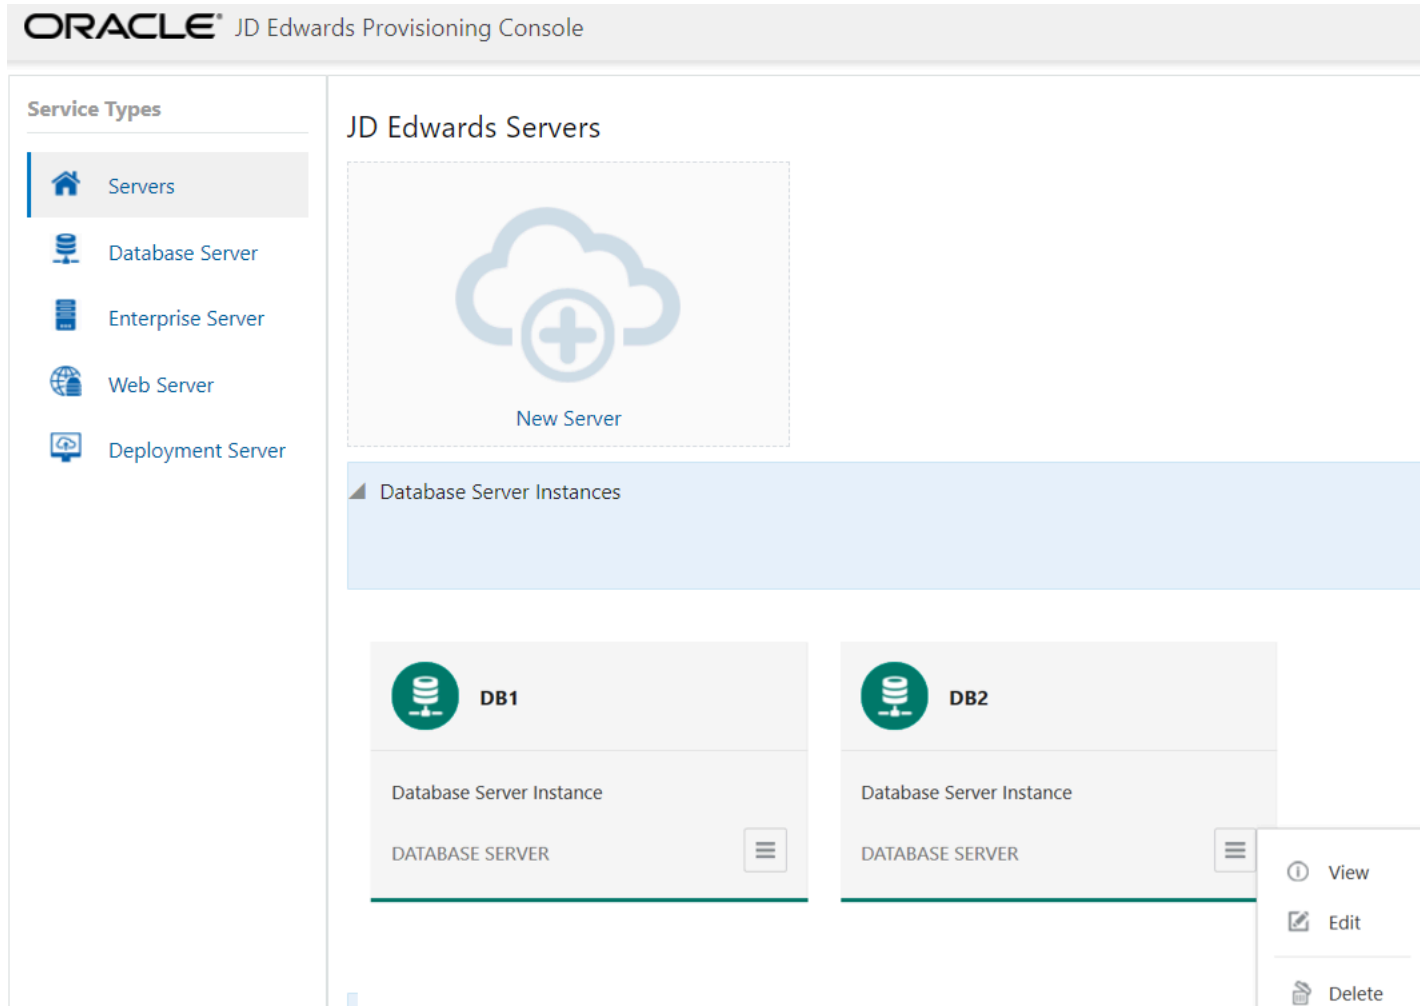 ORACLE® JD Edwards Provisioning Console
Service Types
Servers
Database Server
Enterprise Server
Web Server
Deployment Server
JD Edwards Servers
New Server
Database Server Instances
DB1
Database Server Instance
DATABASE SERVER
DB2
Database Server Instance
DATABASE SERVER
View
Edit
Delete